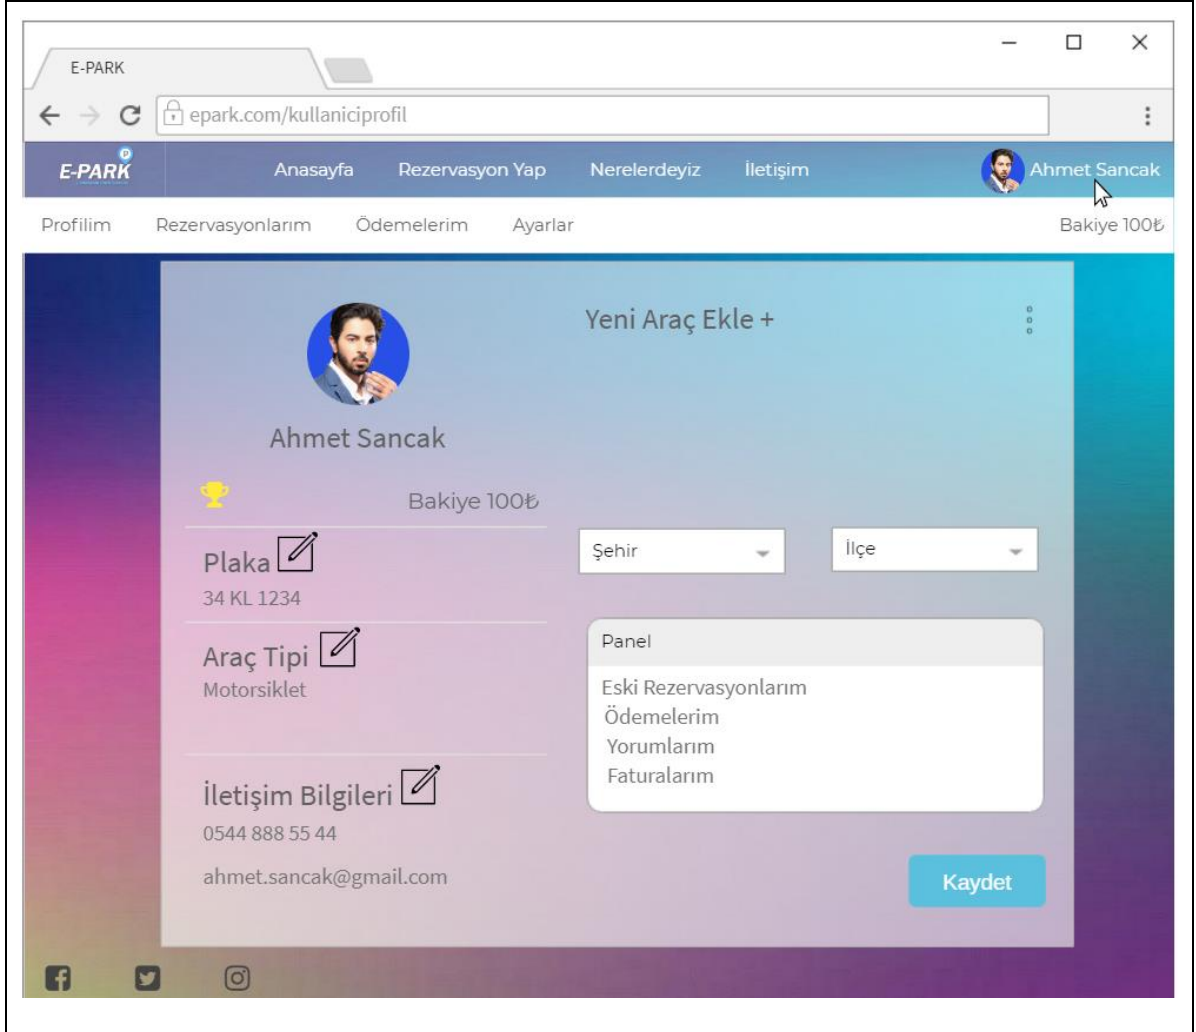 E-PARK
epark.com/kullaniciprofil
E-PARK
Anasayfa Rezervasyon Yap Nerelerdeyiz İletişim Ahmet Sancak
Profilim Rezervasyonlarım Ödemelerim Ayarlar Bakiye 100₺
Yeni Araç Ekle +
Ahmet Sancak
Bakiye 100₺
Plaka
34 KL 1234
Araç Tipi
Motorsiklet
İletişim Bilgileri
0544 888 55 44
ahmet.sancak@gmail.com
Şehir İlçe
Panel
Eski Rezervasyonlarım
Ödemelerim
Yorumlarım
Faturalarım
Kaydet